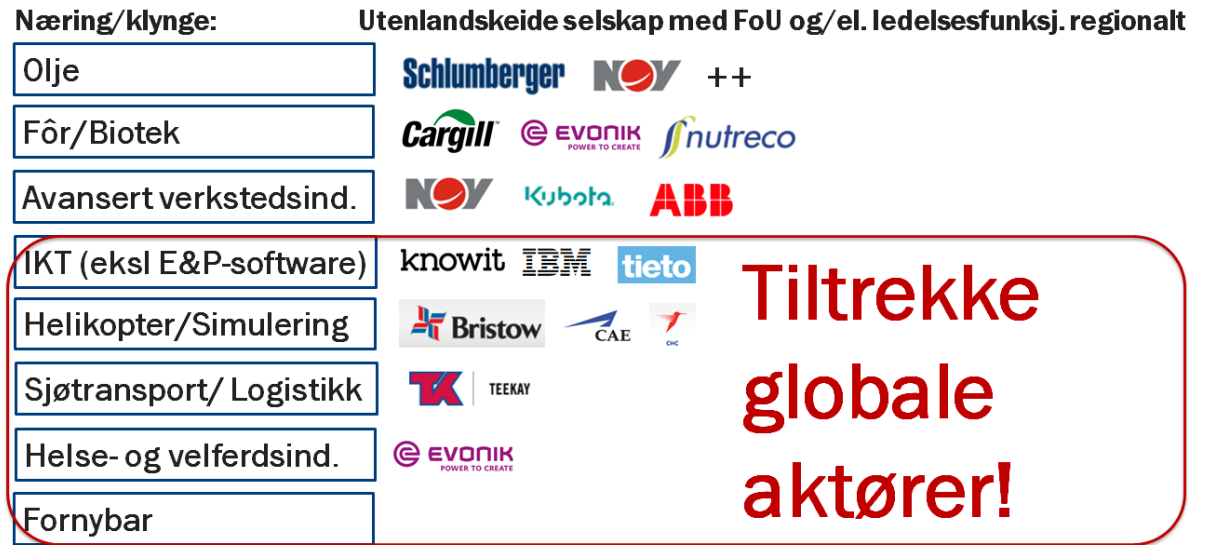 Næring/klynge: Utenlandskeide selskap med FoU og/el. ledelsesfunksj. regionalt
Olje Schlumberger NOV ++
Fôr/Biotek Cargill EVONIK POWER TO CREATE nutreco
Avansert verkstedsind. NOV Kubota ABB
IKT (eksl E&P-software) knowit IBM tieto
Helikopter/Simulering Bristow CAE CHC
Sjøtransport/ Logistikk TK TEEKAY
Helse- og velferdsind. EVONIK POWER TO CREATE
Fornybar
Tiltrekke
globale
aktører!